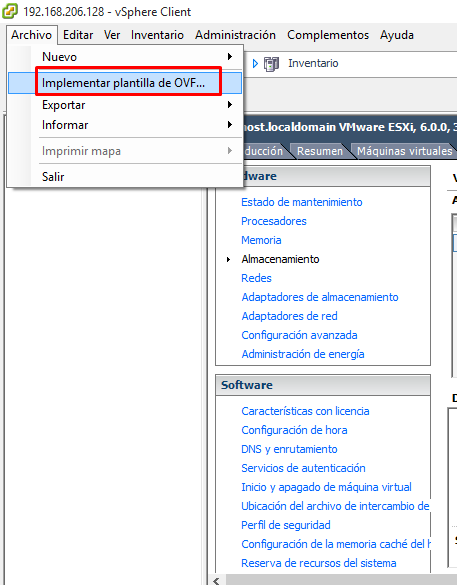 192.168.206.128 - vSphere Client
Archivo Editar Ver Inventario Administración Complementos Ayuda
Nuevo
Implementar plantilla de OVF...
Exportar
Informar
Imprimir mapa
Salir
Inventario
host.localdomain VMware ESXi, 6.0.0, 3
Resumen Máquinas virtuales
Estado de mantenimiento
Procesadores
Memoria
Almacenamiento
Redes
Adaptadores de almacenamiento
Adaptadores de red
Configuración avanzada
Administración de energía
Software
Características con licencia
Configuración de hora
DNS y enrutamiento
Servicios de autenticación
Inicio y apagado de máquina virtual
Ubicación del archivo de intercambio de
Perfil de seguridad
Configuración de la memoria caché del
Reserva de recursos del sistema